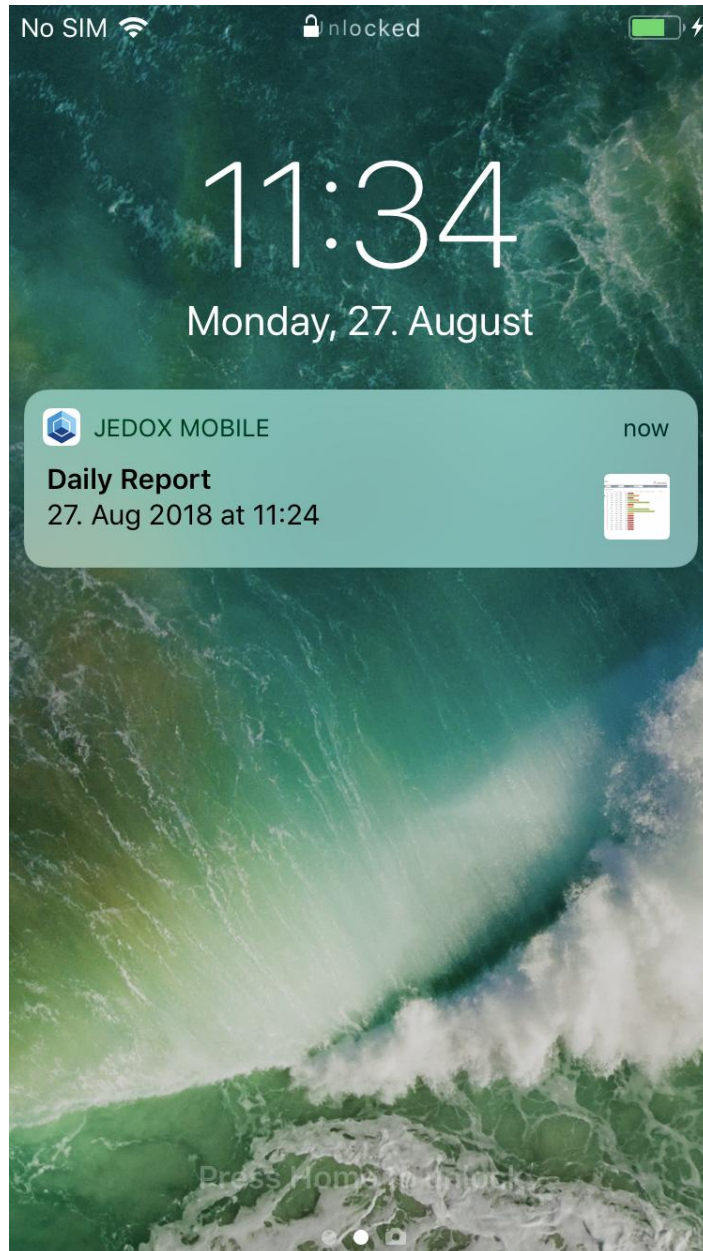 No SIM
Unlocked
11:34
Monday, 27. August
JEDOX MOBILE
now
Daily Report
27. Aug 2018 at 11:24
Press Home to unlock